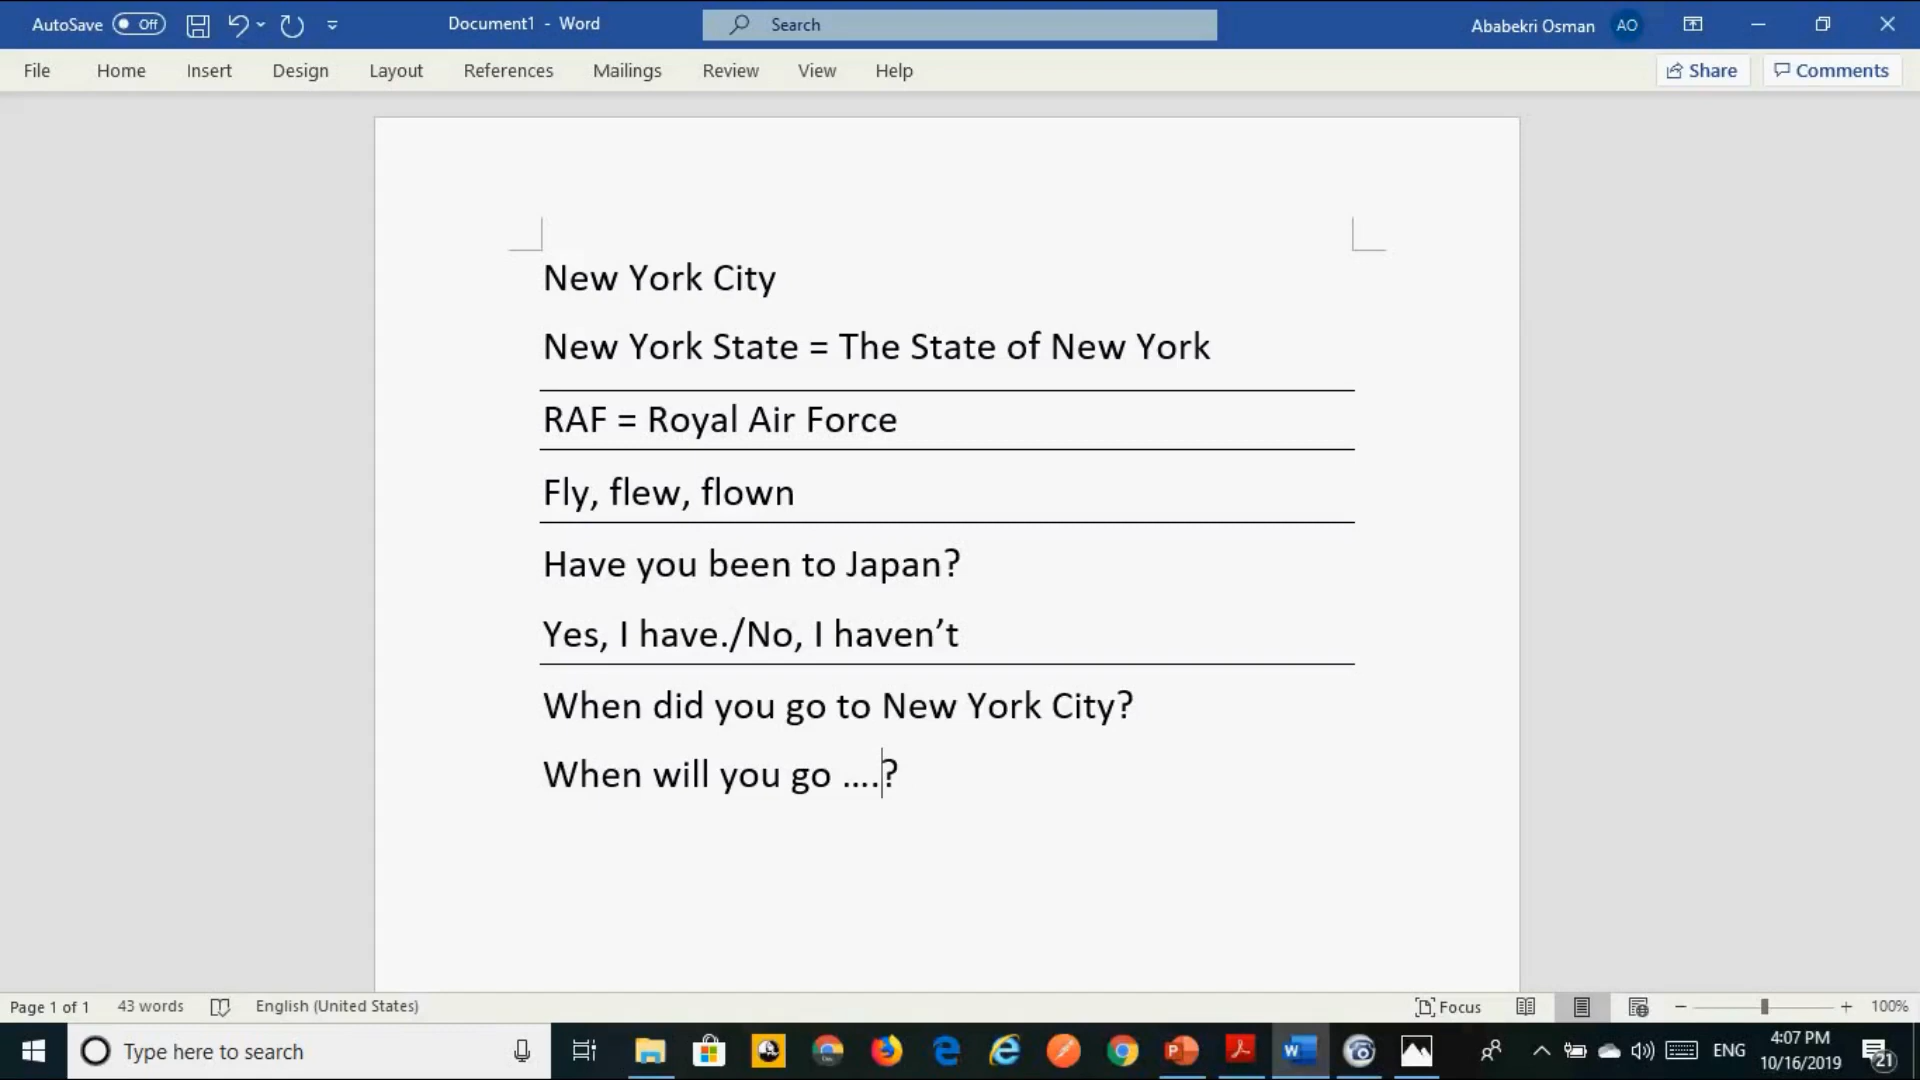 AutoSave Off Document1 - Word Search Ababekri Osman AO
File Home Insert Design Layout References Mailings Review View Help Share Comments
New York City
New York State = The State of New York
RAF = Royal Air Force
Fly, flew, flown
Have you been to Japan?
Yes, I have./No, I haven’t
When did you go to New York City?
When will you go ....?
Page 1 of 1 43 words English (United States) Focus 100%
Type here to search ENG 4:07 PM
10/16/2019 21